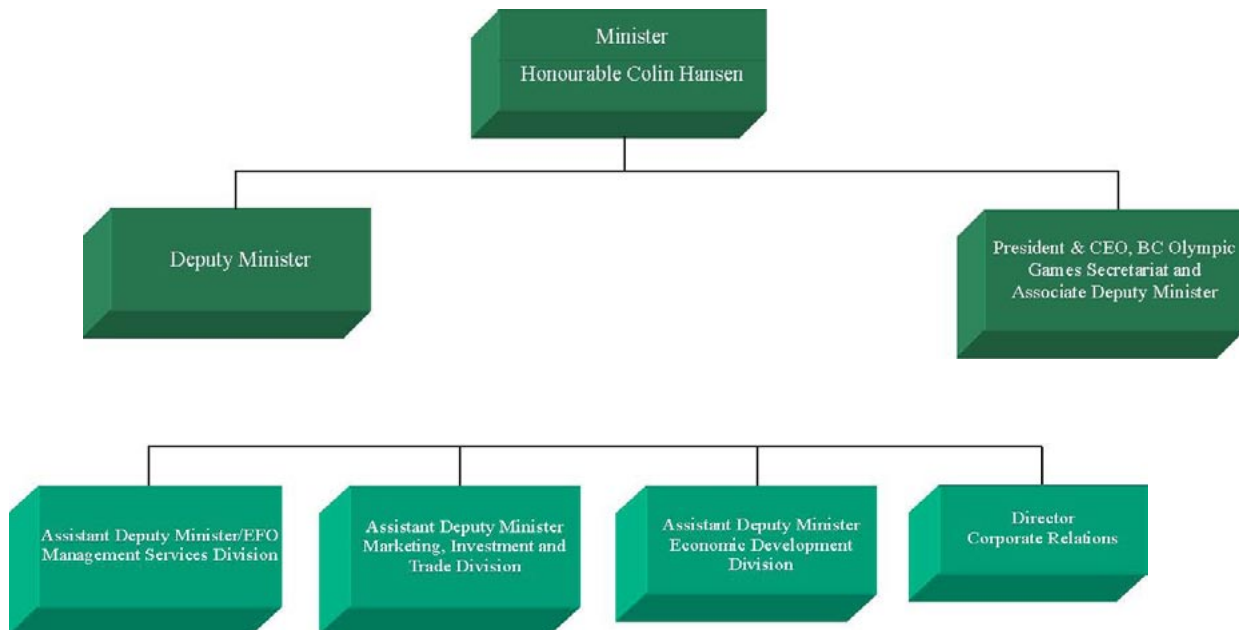 Minister
Honourable Colin Hansen
Deputy Minister
President & CEO, BC Olympic
Games Secretariat and
Associate Deputy Minister
Assistant Deputy Minister/EFO
Management Services Division
Assistant Deputy Minister
Marketing, Investment and
Trade Division
Assistant Deputy Minister
Economic Development
Division
Director
Corporate Relations